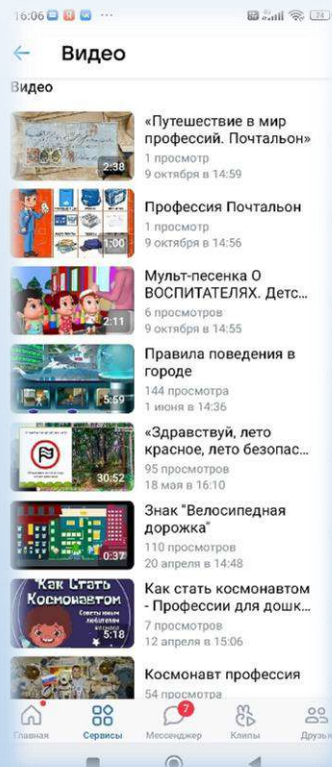 16:06
24
Видео
Видео
2:38
«Путешествие в мир
профессий. Почтальон»
1 просмотр
9 октября в 14:59
1:00
Профессия Почтальон
1 просмотр
9 октября в 14:56
2:11
Мульт-песенка О
ВОСПИТАТЕЛЯХ. Детс...
6 просмотров
9 октября в 14:55
5:59
Правила поведения в
городе
144 просмотра
1 июня в 14:36
30:52
«Здравствуй, лето
красное, лето безопас...
95 просмотров
18 мая в 16:10
0:37
Знак "Велосипедная
дорожка"
110 просмотров
20 апреля в 14:48
Как Стать
Космонавтом
Советы юным
любителям
космоса
5:18
Как стать космонавтом
- Профессии для дошк...
7 просмотров
12 апреля в 15:06
Космонавт профессия
54 просмотра
7
Главная
Сервисы
Мессенджер
Клипы
Друзья